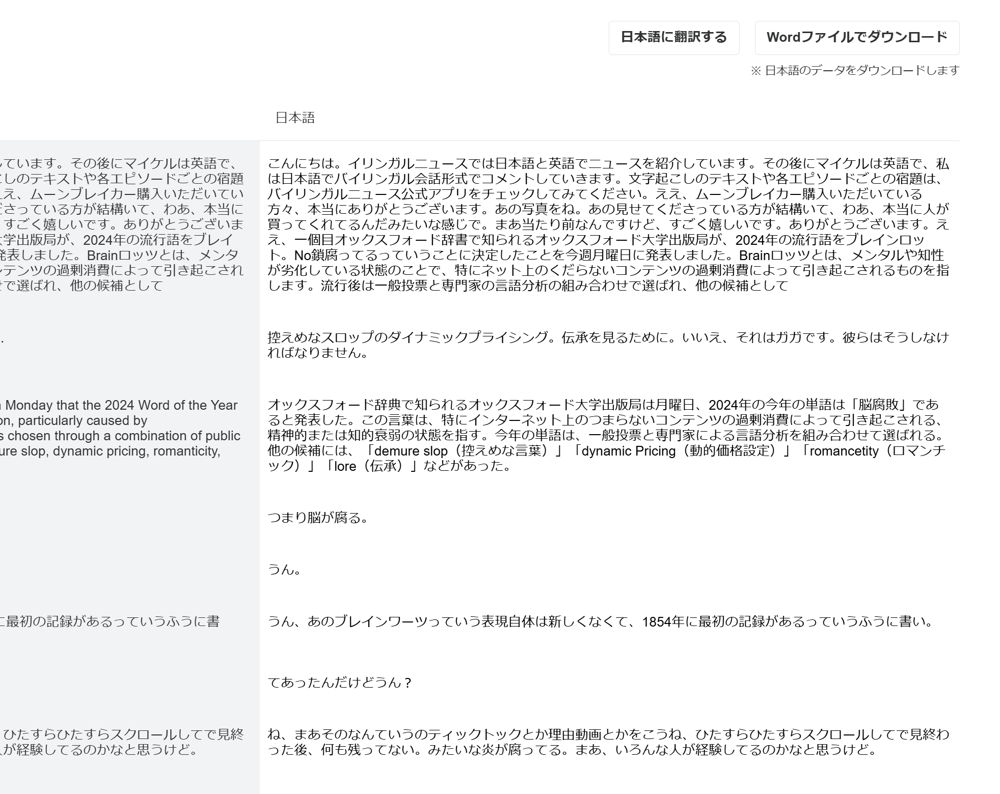 日本語に翻訳する
Wordファイルでダウンロード
※ 日本語のデータをダウンロードします
日本語
ています。その後にマイケルは英語で、
しのテキストや各エピソードごとの宿題
え、ムーンブレイカー購入いただいてい
さっている方が結構いて、わあ、本当に
すごく嬉しいです。ありがとうございま
学出版局が、2024年の流行語をブレイ
発表しました。Brainロッツとは、メンタ
ンテンツの過剰消費によって引き起こされ
で選ばれ、他の候補として
こんにちは。イリンガルニュースでは日本語と英語でニュースを紹介しています。その後にマイケルは英語で、私
は日本語でバイリンガル会話形式でコメントしていきます。文字起こしのテキストや各エピソードごとの宿題は、
バイリンガルニュース公式アプリをチェックしてみてください。ええ、ムーンブレイカー購入いただいている
方々、本当にありがとうございます。あの写真をね。あの見せてくださっている方が結構いて、わあ、本当に人が
買ってくれてるんだみたいな感じで。まあ当たり前なんですけど、すごく嬉しいです。ありがとうございます。え
え、一個目オックスフォード辞書で知られるオックスフォード大学出版局が、2024年の流行語をブレインロッ
ト。No鎖腐ってるっていうことに決定したことを今週月曜日に発表しました。Brainロッツとは、メンタルや知性
が劣化している状態のことで、特にネット上のくだらないコンテンツの過剰消費によって引き起こされるものを指
します。流行後は一般投票と専門家の言語分析の組み合わせで選ばれ、他の候補として
.
控えめなスロップのダイナミックプライシング。伝承を見るために。いいえ、それはガガです。彼らはそうしなけ
ればなりません。
Monday that the 2024 Word of the Year
on, particularly caused by
s chosen through a combination of public
ure slop, dynamic pricing, romanticity,
オックスフォード辞典で知られるオックスフォード大学出版局は月曜日、2024年の今年の単語は「脳腐敗」であ
ると発表した。この言葉は、特にインターネット上のつまらないコンテンツの過剰消費によって引き起こされる、
精神的または知的衰弱の状態を指す。今年の単語は、一般投票と専門家による言語分析を組み合わせて選ばれる。
他の候補には、「demure slop（控えめな言葉）」「dynamic Pricing（動的価格設定）」「romancetity（ロマンチ
ック）」「lore（伝承）」などがあった。
つまり脳が腐る。
うん。
に最初の記録があるっていうふうに書
うん、あのブレインワーツっていう表現自体は新しくなくて、1854年に最初の記録があるっていうふうに書い。
てあったんだけどうん？
ひたすらひたすらスクロールしてて見終
が経験してるのかなと思うけど。
ね、まあそのなんていうのティックトックとか理由動画とかをこうね、ひたすらひたすらスクロールしてて見終わ
った後、何も残ってない。みたいな炎が腐ってる。まあ、いろんな人が経験してるのかなと思うけど。